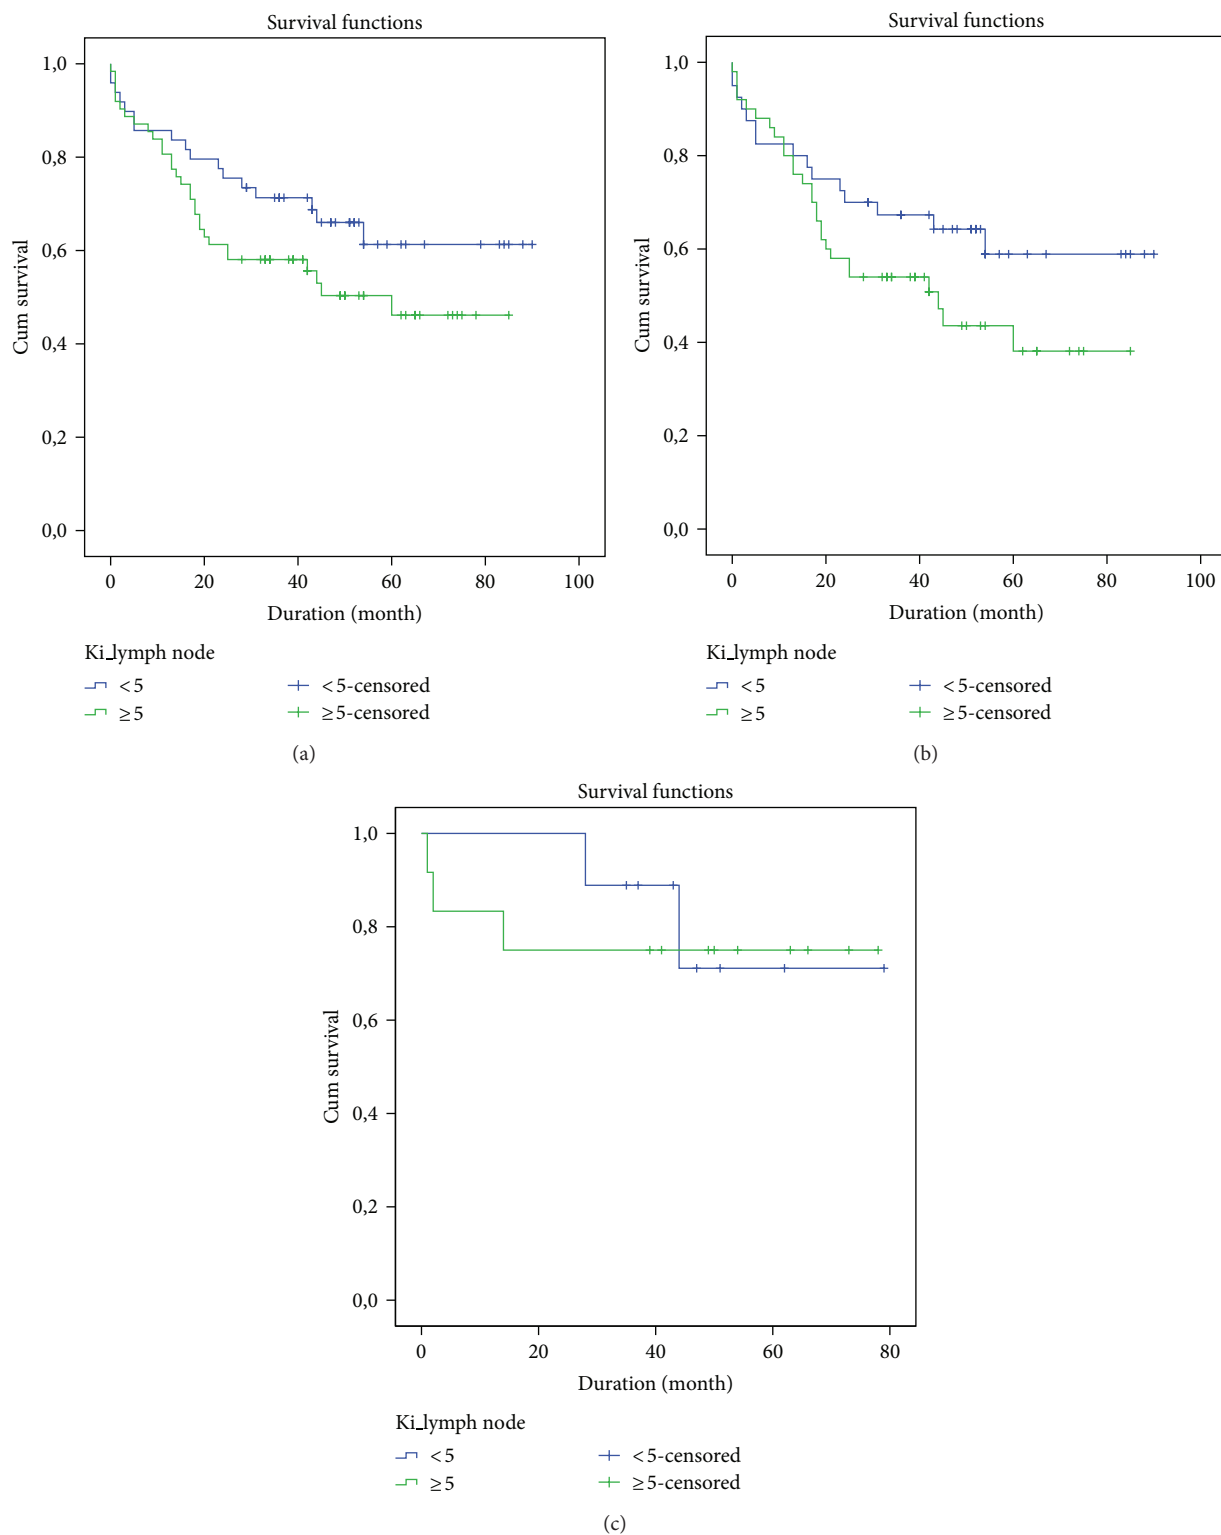 Survival functions
1,0
0,8
0,6
0,4
0,2
0,0
Cum survival
0 20 40 60 80 100
Duration (month)
Ki_lymph node
<5 <5-censored
≥5 ≥5-censored
(a)
Survival functions
1,0
0,8
0,6
0,4
0,2
0,0
Cum survival
0 20 40 60 80 100
Duration (month)
Ki_lymph node
<5 <5-censored
≥5 ≥5-censored
(b)
Survival functions
1,0
0,8
0,6
0,4
0,2
0,0
Cum survival
0 20 40 60 80
Duration (month)
Ki_lymph node
<5 <5-censored
≥5 ≥5-censored
(c)